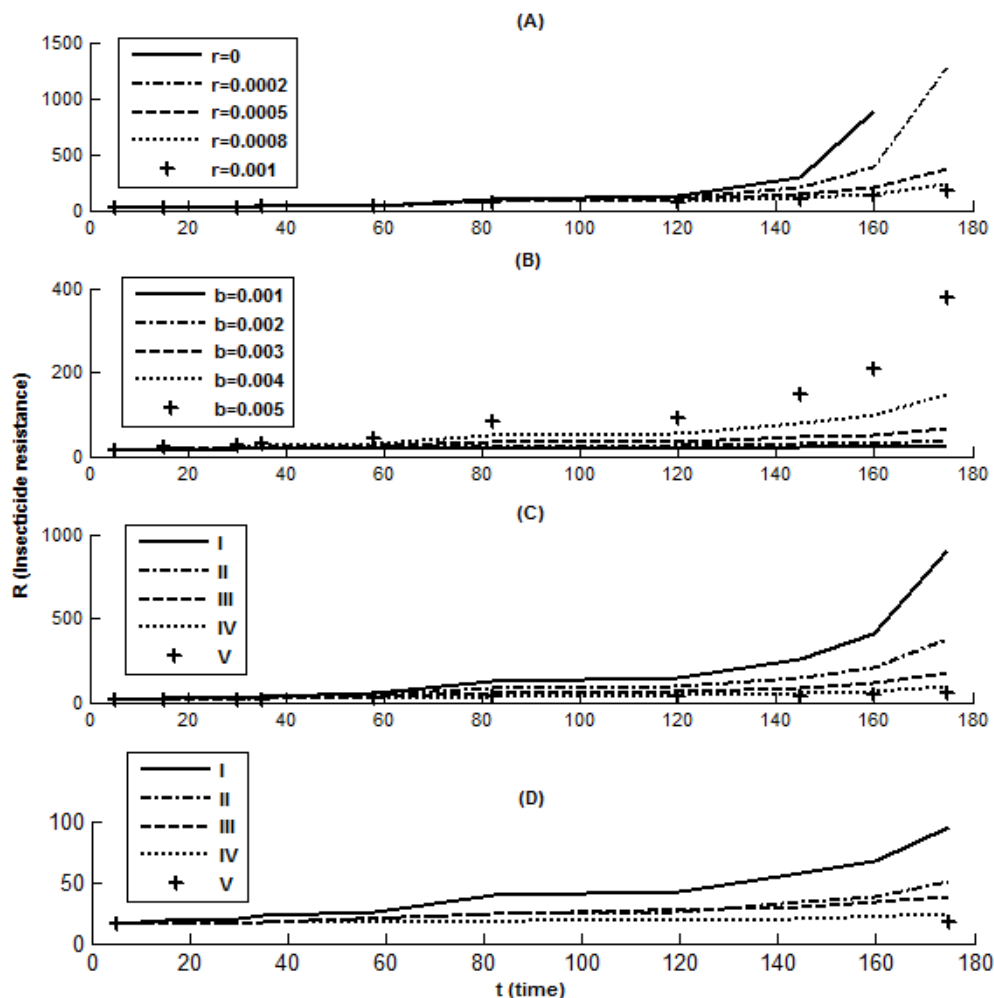 (A)
1500
1000
500
0
r=0
r=0.0002
r=0.0005
r=0.0008
r=0.001
0 20 40 60 80 100 120 140 160 180
(B)
400
200
0
b=0.001
b=0.002
b=0.003
b=0.004
b=0.005
0 20 40 60 80 100 120 140 160 180
R (Insecticide resistance)
(C)
1000
500
0
I
II
III
IV
V
0 20 40 60 80 100 120 140 160 180
(D)
100
50
0
I
II
III
IV
V
0 20 40 60 80 100 120 140 160 180
t (time)